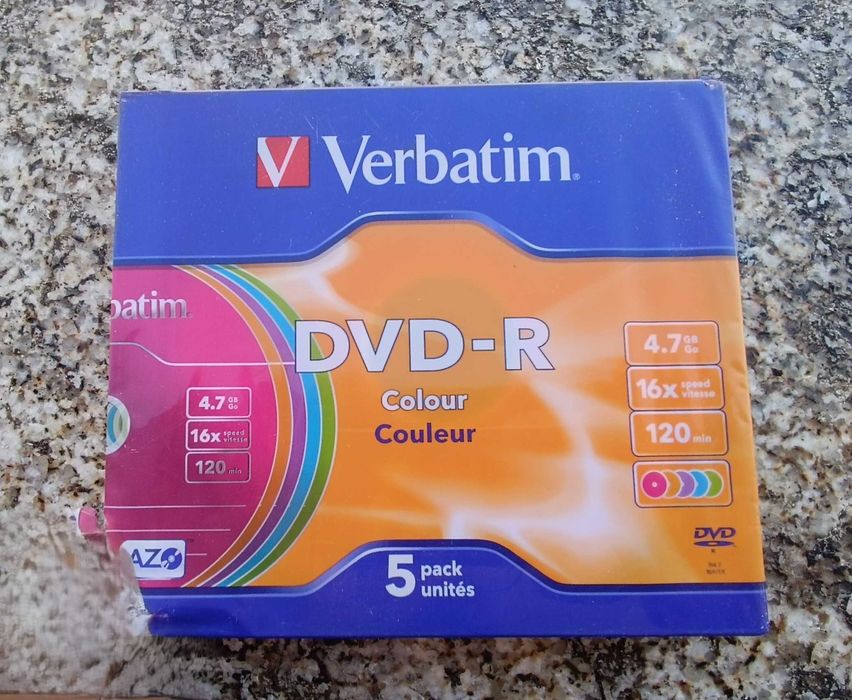 V Verbatim®
DVD-R
Colour
Couleur
4.7 GB Go
16x speed vitesse
120 min
batim
4.7 GB Go
16x speed vitesse
120 min
AZO
DVD
R
5 pack
unités